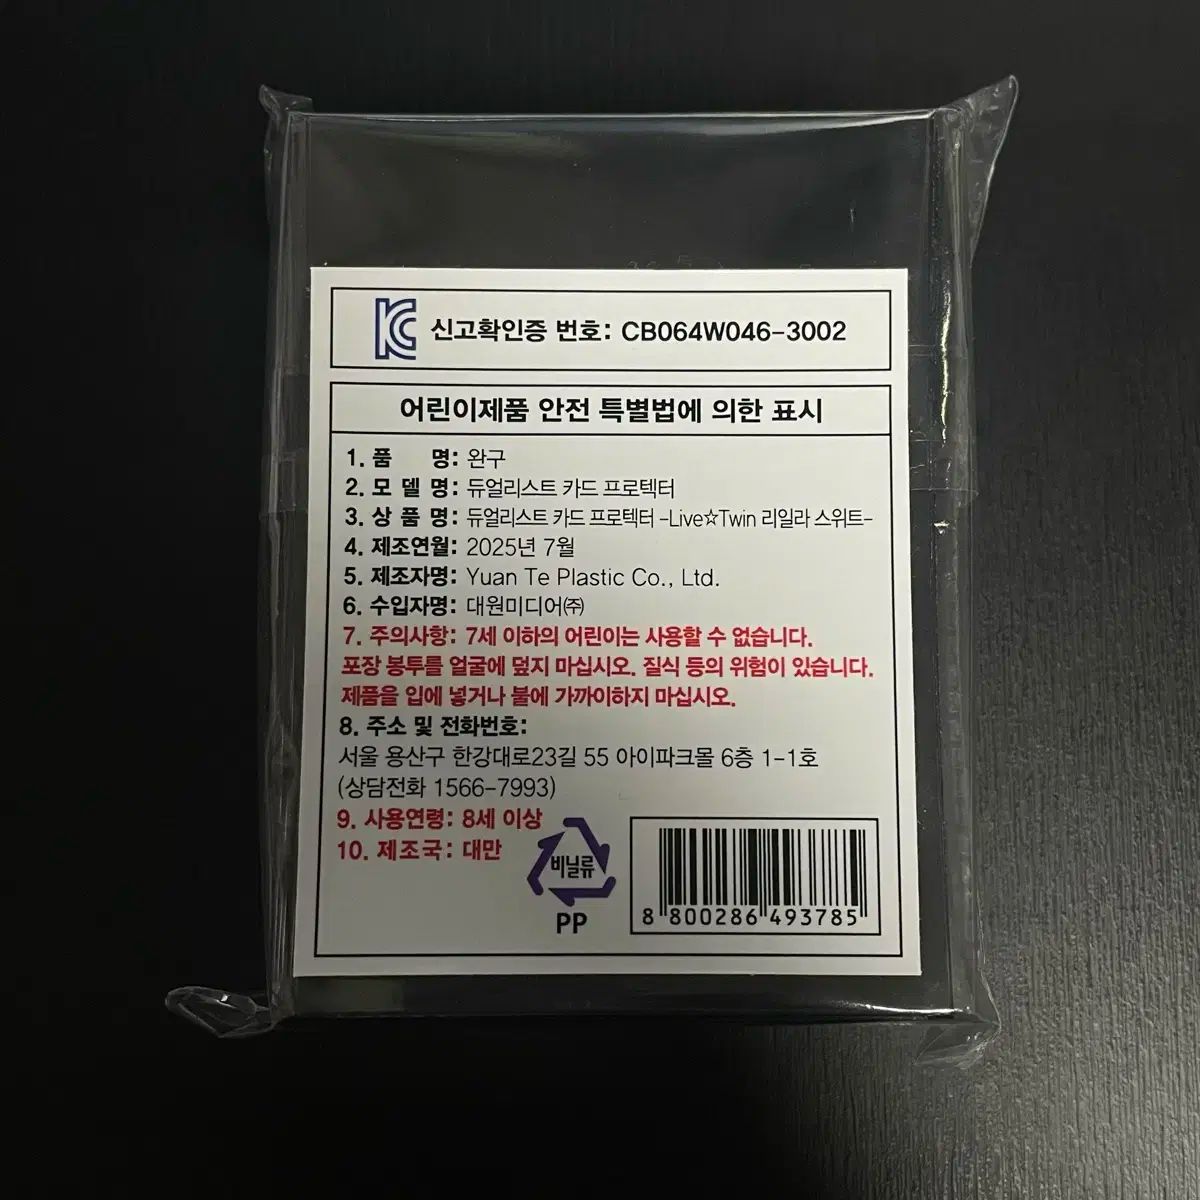 KC 신고확인증 번호: CB064W046-3002
어린이제품 안전 특별법에 의한 표시
1. 품 명: 완구
2. 모 델 명: 듀얼리스트 카드 프로텍터
3. 상 품 명: 듀얼리스트 카드 프로텍터 -Live☆Twin 리일라 스위트-
4. 제조연월: 2025년 7월
5. 제조자명: Yuan Te Plastic Co., Ltd.
6. 수입자명: 대원미디어㈜
7. 주의사항: 7세 이하의 어린이는 사용할 수 없습니다.
포장 봉투를 얼굴에 덮지 마십시오. 질식 등의 위험이 있습니다.
제품을 입에 넣거나 불에 가까이하지 마십시오.
8. 주소 및 전화번호:
서울 용산구 한강대로23길 55 아이파크몰 6층 1-1호
(상담전화 1566-7993)
9. 사용연령: 8세 이상
10. 제조국: 대만
비닐류
PP
8 800286 493785